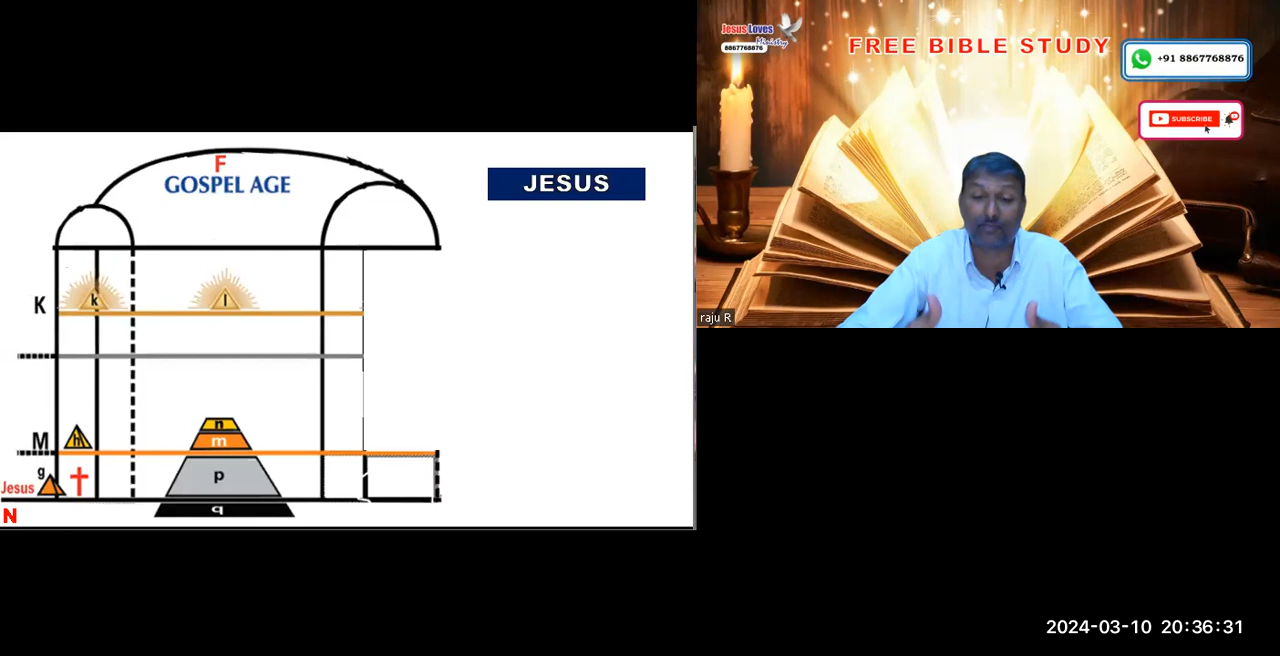 F
GOSPEL AGE
JESUS
K
k
l
n
M
h
m
g
p
Jesus
q
N
Jesus Loves
Ministry
8867768876
FREE BIBLE STUDY
+91 8867768876
SUBSCRIBE
raju R
2024-03-10 20:36:31